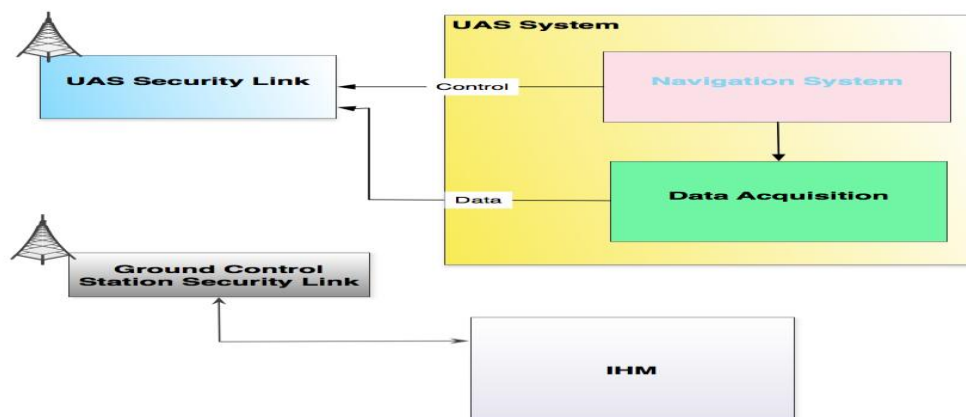 UAS System
UAS Security Link
Navigation System
Control
Data Acquisition
Data
Ground Control
Station Security Link
IHM